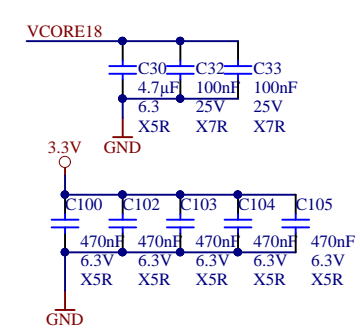 VCORE18
C30 C32 C33
4.7µF 100nF 100nF
6.3 25V 25V
X5R X7R X7R
GND
3.3V
C100 C102 C103 C104 C105
470nF 470nF 470nF 470nF 470nF
6.3V 6.3V 6.3V 6.3V 6.3V
X5R X5R X5R X5R X5R
GND